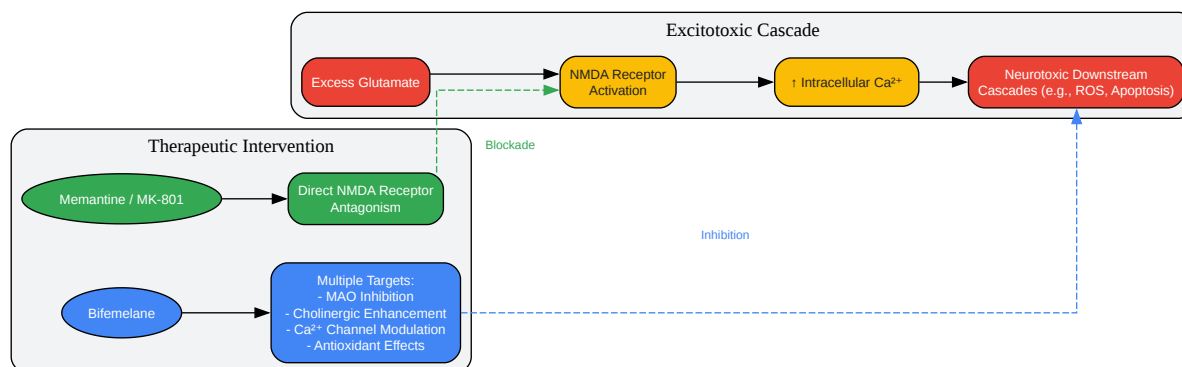 Excitotoxic Cascade
Excess Glutamate
NMDA Receptor
Activation
↑ Intracellular Ca²⁺
Neurotoxic Downstream
Cascades (e.g., ROS, Apoptosis)
Blockade
Therapeutic Intervention
Memantine / MK-801
Direct NMDA Receptor
Antagonism
Inhibition
Bifemelane
Multiple Targets:
- MAO Inhibition
- Cholinergic Enhancement
- Ca²⁺ Channel Modulation
- Antioxidant Effects